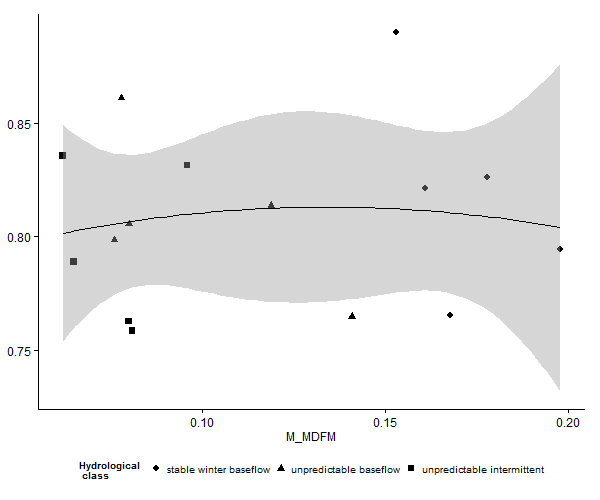 0.85
0.80
0.75
0.10 0.15 0.20
M_MDFM
Hydrological
class
stable winter baseflow unpredictable baseflow unpredictable intermittent